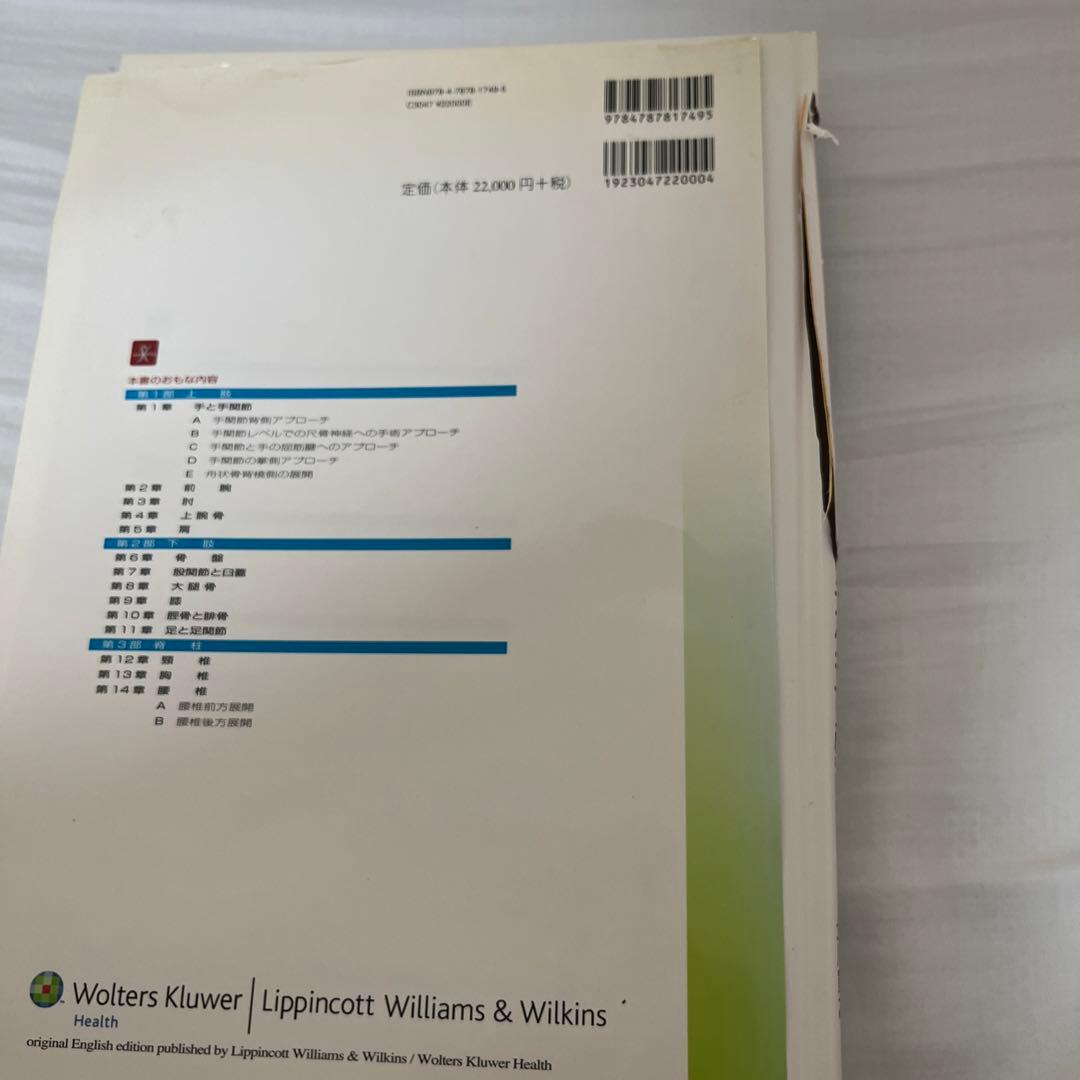 ISBN978-4-7878-1749-5
9784787817495
C3047 ¥22000E
1923047220004
定価(本体 22,000 円+税)
本書のおもな内容
第1部 上 肢
第1章 手と手関節
A 手関節背側アプローチ
B 手関節レベルでの尺骨神経への手術アプローチ
C 手関節と手の屈筋腱へのアプローチ
D 手関節の掌側アプローチ
E 舟状骨背橈側の展開
第2章 前 腕
第3章 肘
第4章 上 腕 骨
第5章 肩
第2部 下 肢
第6章 骨 盤
第7章 股関節と臼蓋
第8章 大 腿 骨
第9章 膝
第10章 脛骨と腓骨
第11章 足と足関節
第3部 脊 柱
第12章 頸 椎
第13章 胸 椎
第14章 腰 椎
A 腰椎前方展開
B 腰椎後方展開
Wolters Kluwer | Lippincott Williams & Wilkins
Health
original English edition published by Lippincott Williams & Wilkins / Wolters Kluwer Health